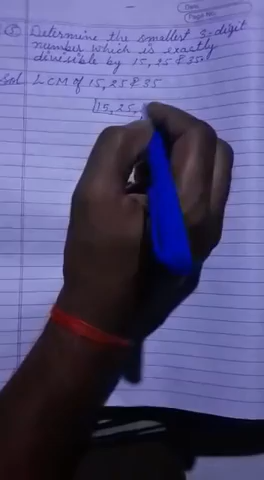 Date
Page No.
⑤ Determine the smallest 3-digit
number which is exactly
divisible by 15, 25 & 35.
Sol LCM of 15, 25 & 35
15, 25,